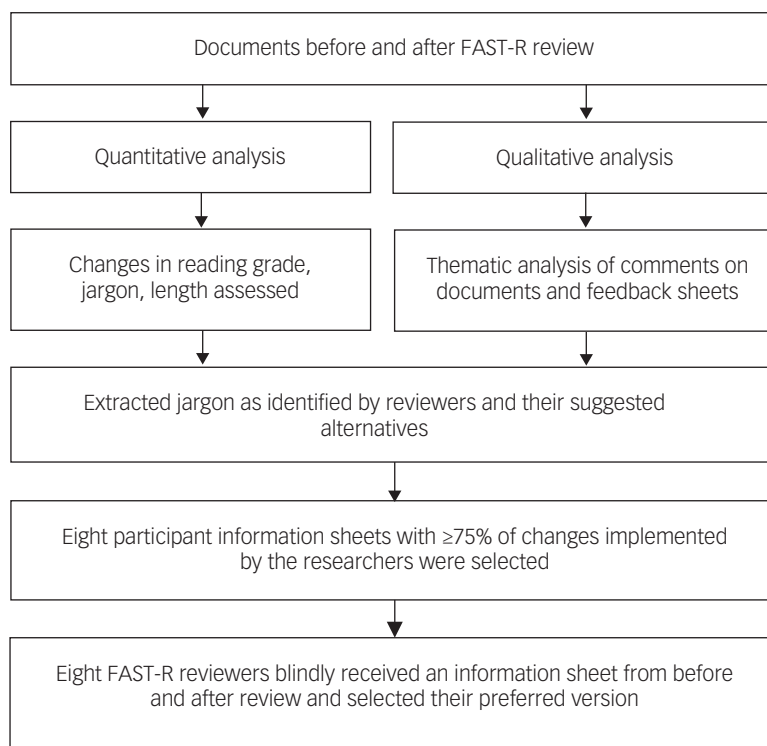 Documents before and after FAST-R review
Quantitative analysis
Qualitative analysis
Changes in reading grade,
jargon, length assessed
Thematic analysis of comments on
documents and feedback sheets
Extracted jargon as identified by reviewers and their suggested
alternatives
Eight participant information sheets with ≥75% of changes implemented
by the researchers were selected
Eight FAST-R reviewers blindly received an information sheet from before
and after review and selected their preferred version